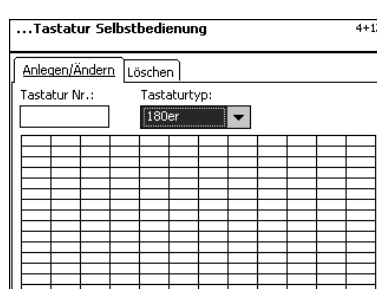 ...Tastatur Selbstbedienung
Anlegen/Ändern Löschen
Tastatur Nr.: Tastaturtyp:
180er